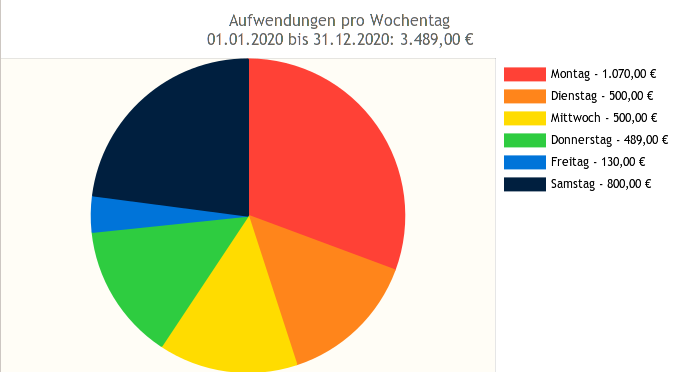 Aufwendungen pro Wochentag
01.01.2020 bis 31.12.2020: 3.489,00 €
Montag - 1.070,00 €
Dienstag - 500,00 €
Mittwoch - 500,00 €
Donnerstag - 489,00 €
Freitag - 130,00 €
Samstag - 800,00 €